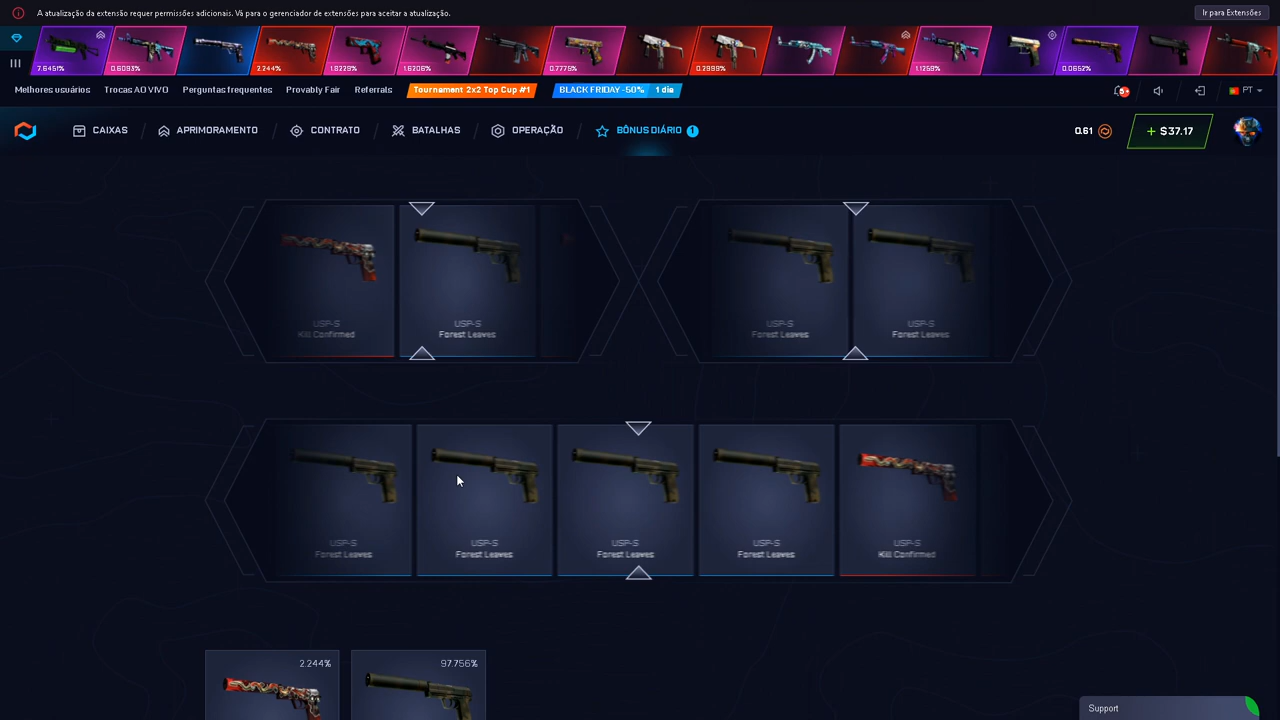 A atualização da extensão requer permissões adicionais. Vá para o gerenciador de extensões para aceitar a atualização.
Ir para Extensões
7.6451%
0.6093%
2.244%
1.8229%
1.6206%
0.7775%
0.2999%
1.1259%
0.0652%
Melhores usuários
Trocas AO VIVO
Perguntas frequentes
Provably Fair
Referrals
Tournament 2x2 Top Cup #1
BLACK FRIDAY -50%
1 dia
5+
PT
CAIXAS
APRIMORAMENTO
CONTRATO
BATALHAS
OPERAÇÃO
BÔNUS DIÁRIO
1
0.61
+ $37.17
USP-S
Kill Confirmed
USP-S
Forest Leaves
USP-S
Forest Leaves
USP-S
Forest Leaves
USP-S
Forest Leaves
USP-S
Forest Leaves
USP-S
Forest Leaves
USP-S
Forest Leaves
USP-S
Kill Confirmed
2.244%
97.756%
Support